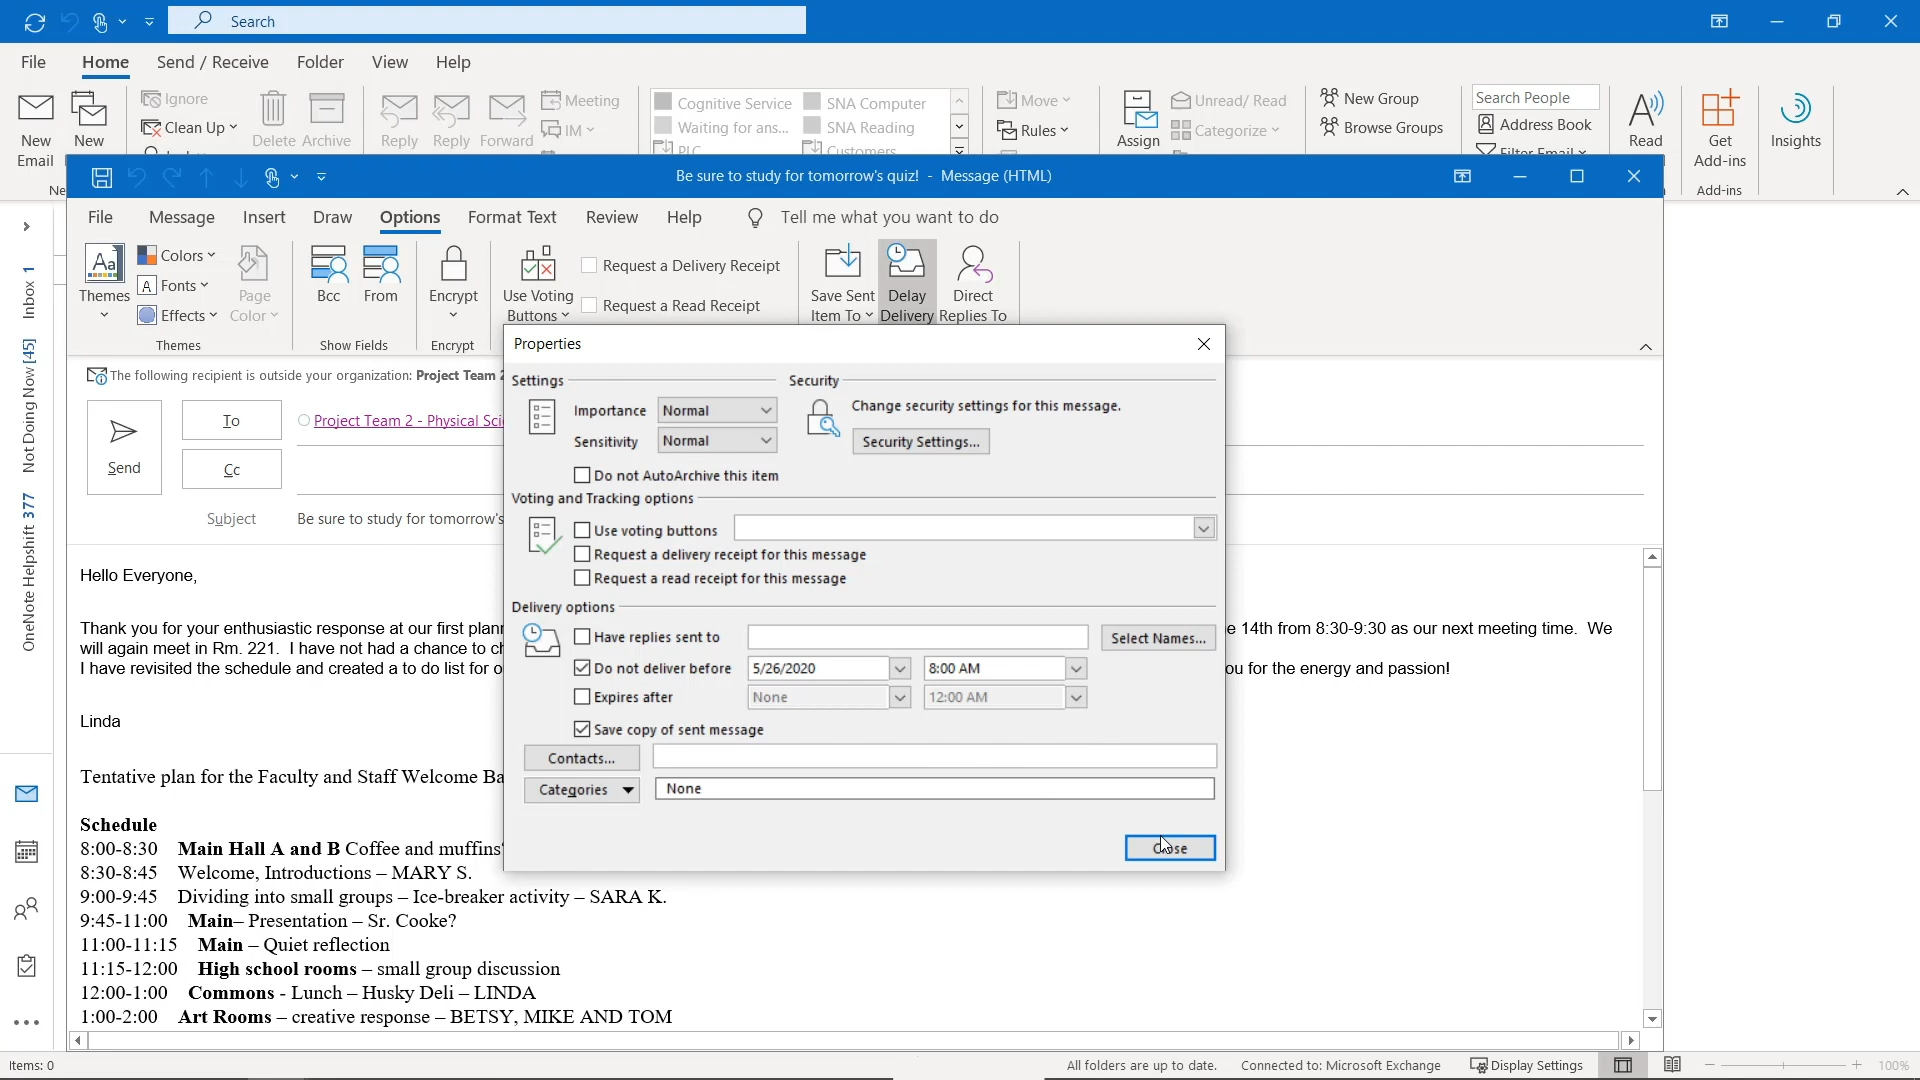 Search
File Home Send / Receive Folder View Help
New Email
New
Ignore
Clean Up
Delete Archive
Reply Reply Forward
Meeting
IM
Cognitive Service SNA Computer
Waiting for ans... SNA Reading
PLC Customers
Move
Rules
Assign
Unread/ Read
Categorize
New Group
Browse Groups
Search People
Address Book
Filter Email
Read
Get Add-ins
Add-ins
Insights
Ne
Be sure to study for tomorrow's quiz! - Message (HTML)
File Message Insert Draw Options Format Text Review Help Tell me what you want to do
Themes
Colors
Fonts
Effects
Page Color
Themes
Bcc From
Show Fields
Encrypt
Encrypt
Use Voting Buttons
Request a Delivery Receipt
Request a Read Receipt
Save Sent Item To
Delay Delivery
Direct Replies To
Inbox 1
Not Doing Now [45]
OneNote Helpshift 377
The following recipient is outside your organization: Project Team 2
Send
To
Project Team 2 - Physical Sci
Cc
Subject Be sure to study for tomorrow's
Properties
Settings
Importance Normal
Sensitivity Normal
Do not AutoArchive this item
Security
Change security settings for this message.
Security Settings...
Voting and Tracking options
Use voting buttons
Request a delivery receipt for this message
Request a read receipt for this message
Delivery options
Have replies sent to Select Names...
Do not deliver before 5/26/2020 8:00 AM
Expires after None 12:00 AM
Save copy of sent message
Contacts...
Categories None
Close
Hello Everyone,
Thank you for your enthusiastic response at our first plan e 14th from 8:30-9:30 as our next meeting time. We
will again meet in Rm. 221. I have not had a chance to ch
I have revisited the schedule and created a to do list for o ou for the energy and passion!
Linda
Tentative plan for the Faculty and Staff Welcome Ba
Schedule
8:00-8:30 Main Hall A and B Coffee and muffins
8:30-8:45 Welcome, Introductions – MARY S.
9:00-9:45 Dividing into small groups – Ice-breaker activity – SARA K.
9:45-11:00 Main– Presentation – Sr. Cooke?
11:00-11:15 Main – Quiet reflection
11:15-12:00 High school rooms – small group discussion
12:00-1:00 Commons - Lunch – Husky Deli – LINDA
1:00-2:00 Art Rooms – creative response – BETSY, MIKE AND TOM
Items: 0 All folders are up to date. Connected to: Microsoft Exchange Display Settings 100%